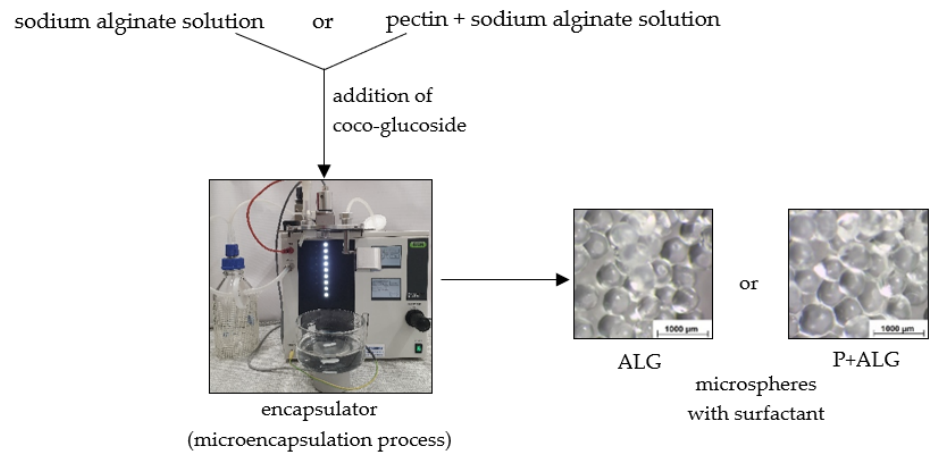 sodium alginate solution or pectin + sodium alginate solution
addition of
coco-glucoside
1000 µm
1000 µm
or
ALG
P+ALG
microspheres
with surfactant
encapsulator
(microencapsulation process)